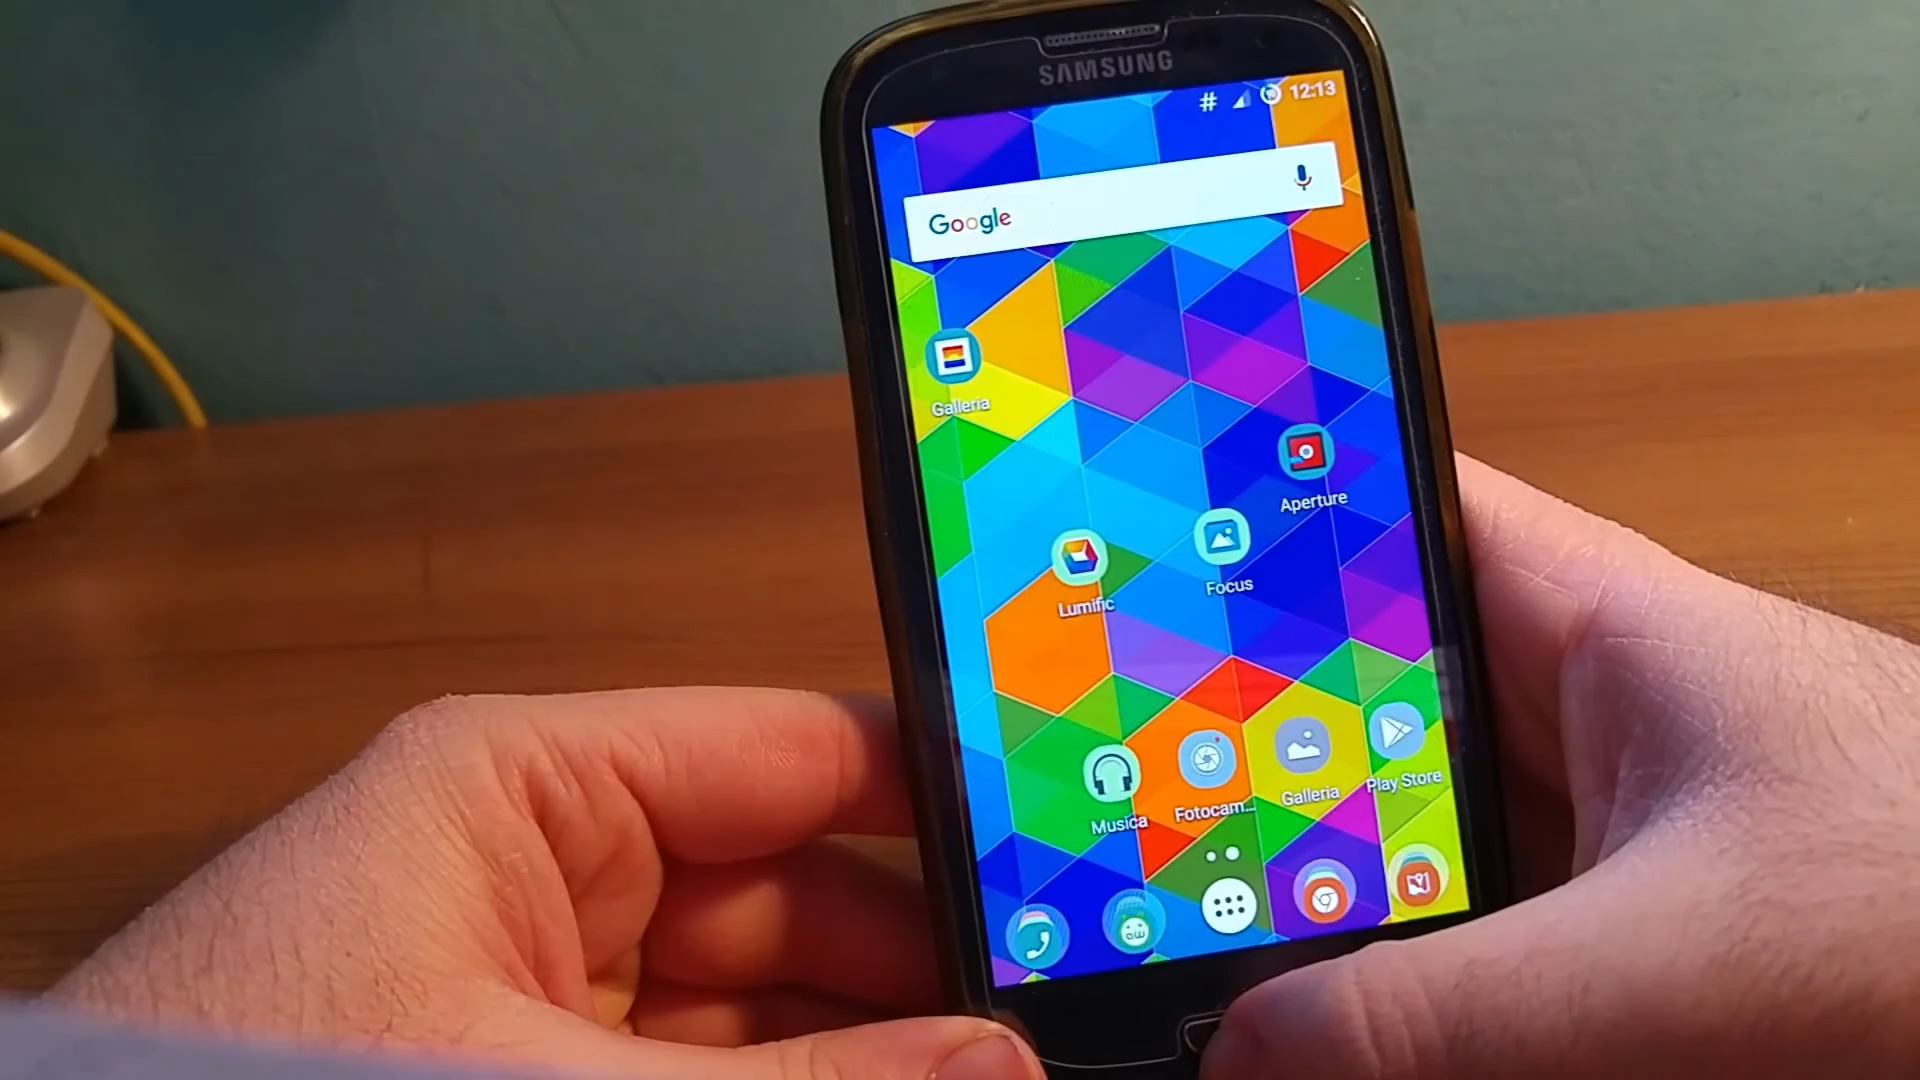 SAMSUNG
# 12:13
Google
Galleria
Aperture
Lumific
Focus
Musica
Fotocam...
Galleria
Play Store